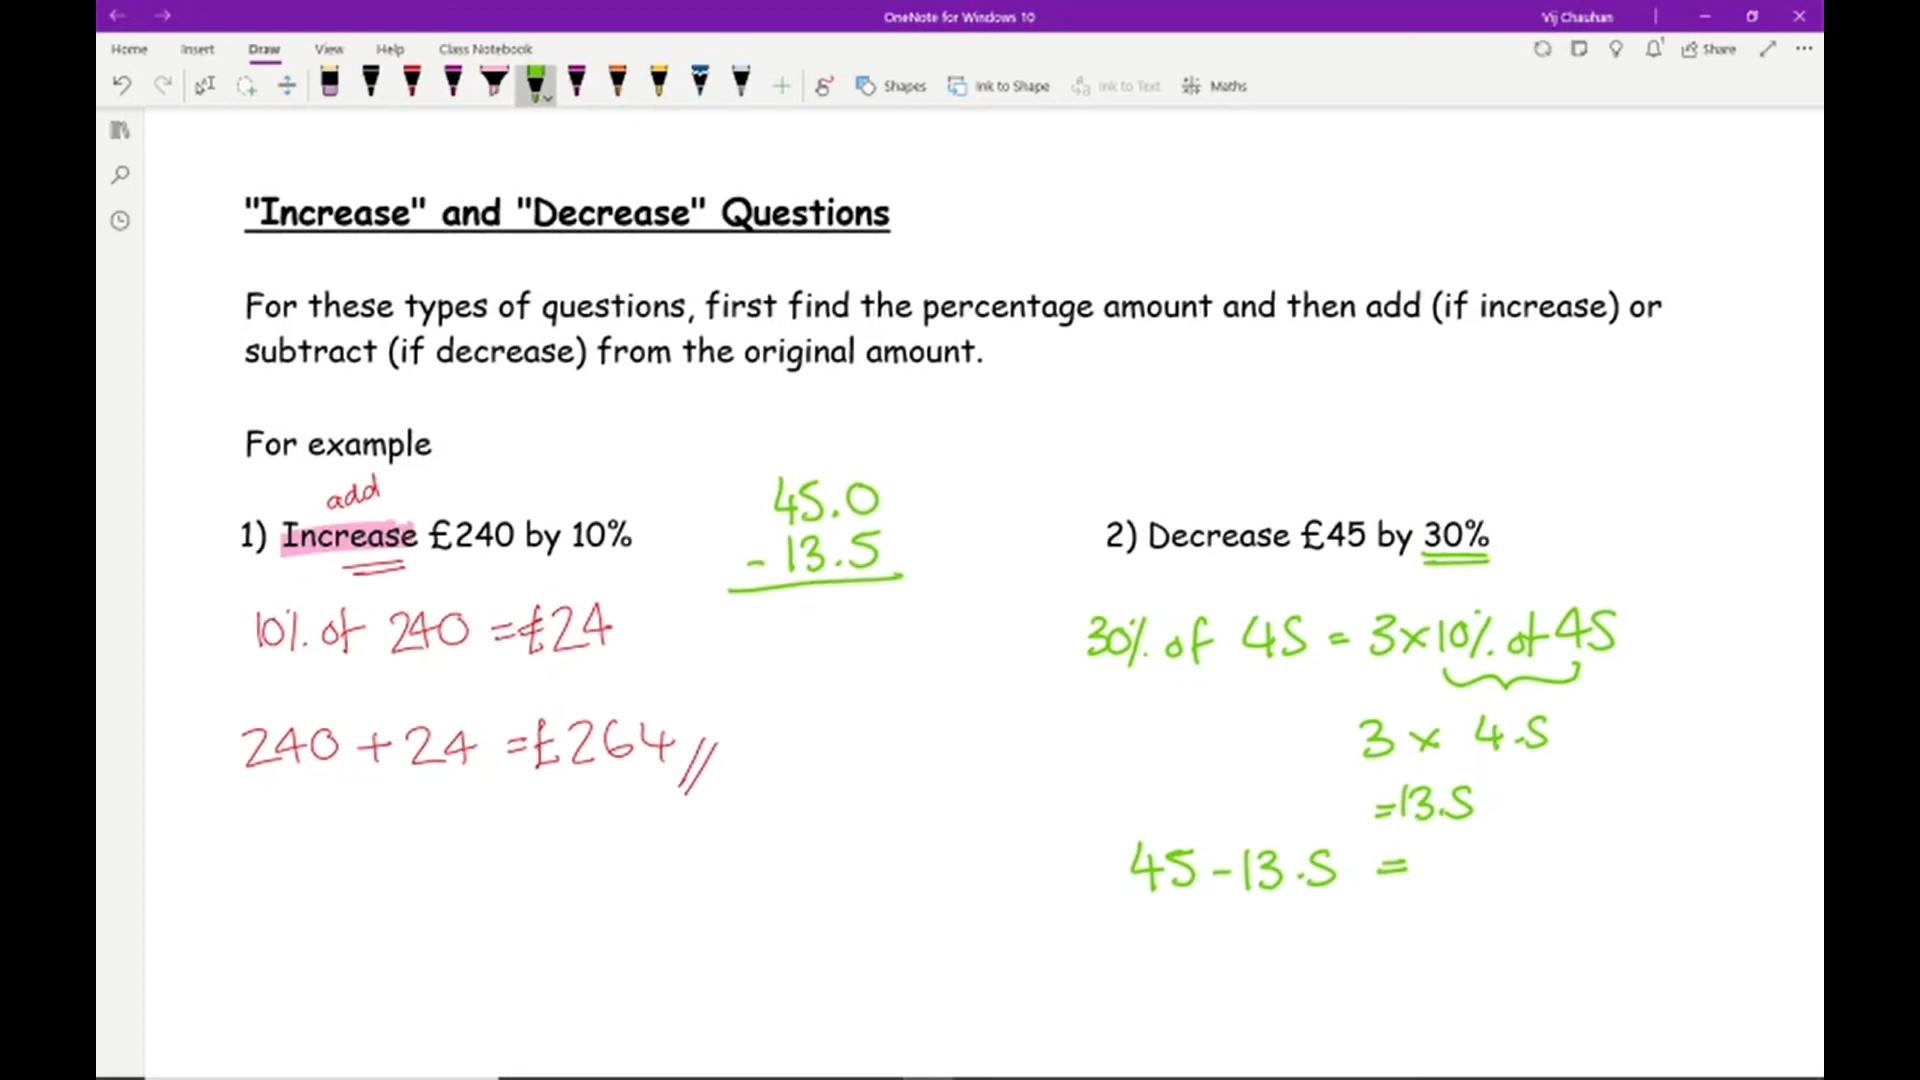 OneNote for Windows 10
Vij Chauhan
Home Insert Draw View Help Class Notebook
Share
Shapes Ink to Shape Ink to Text Maths
"Increase" and "Decrease" Questions
For these types of questions, first find the percentage amount and then add (if increase) or
subtract (if decrease) from the original amount.
For example
add
1) Increase £240 by 10%
10% of 240 = £24
240 + 24 = £264 //
45.0
- 13.5
2) Decrease £45 by 30%
30% of 45 = 3 x 10% of 45
3 x 4.5
= 13.5
45 - 13.5 =